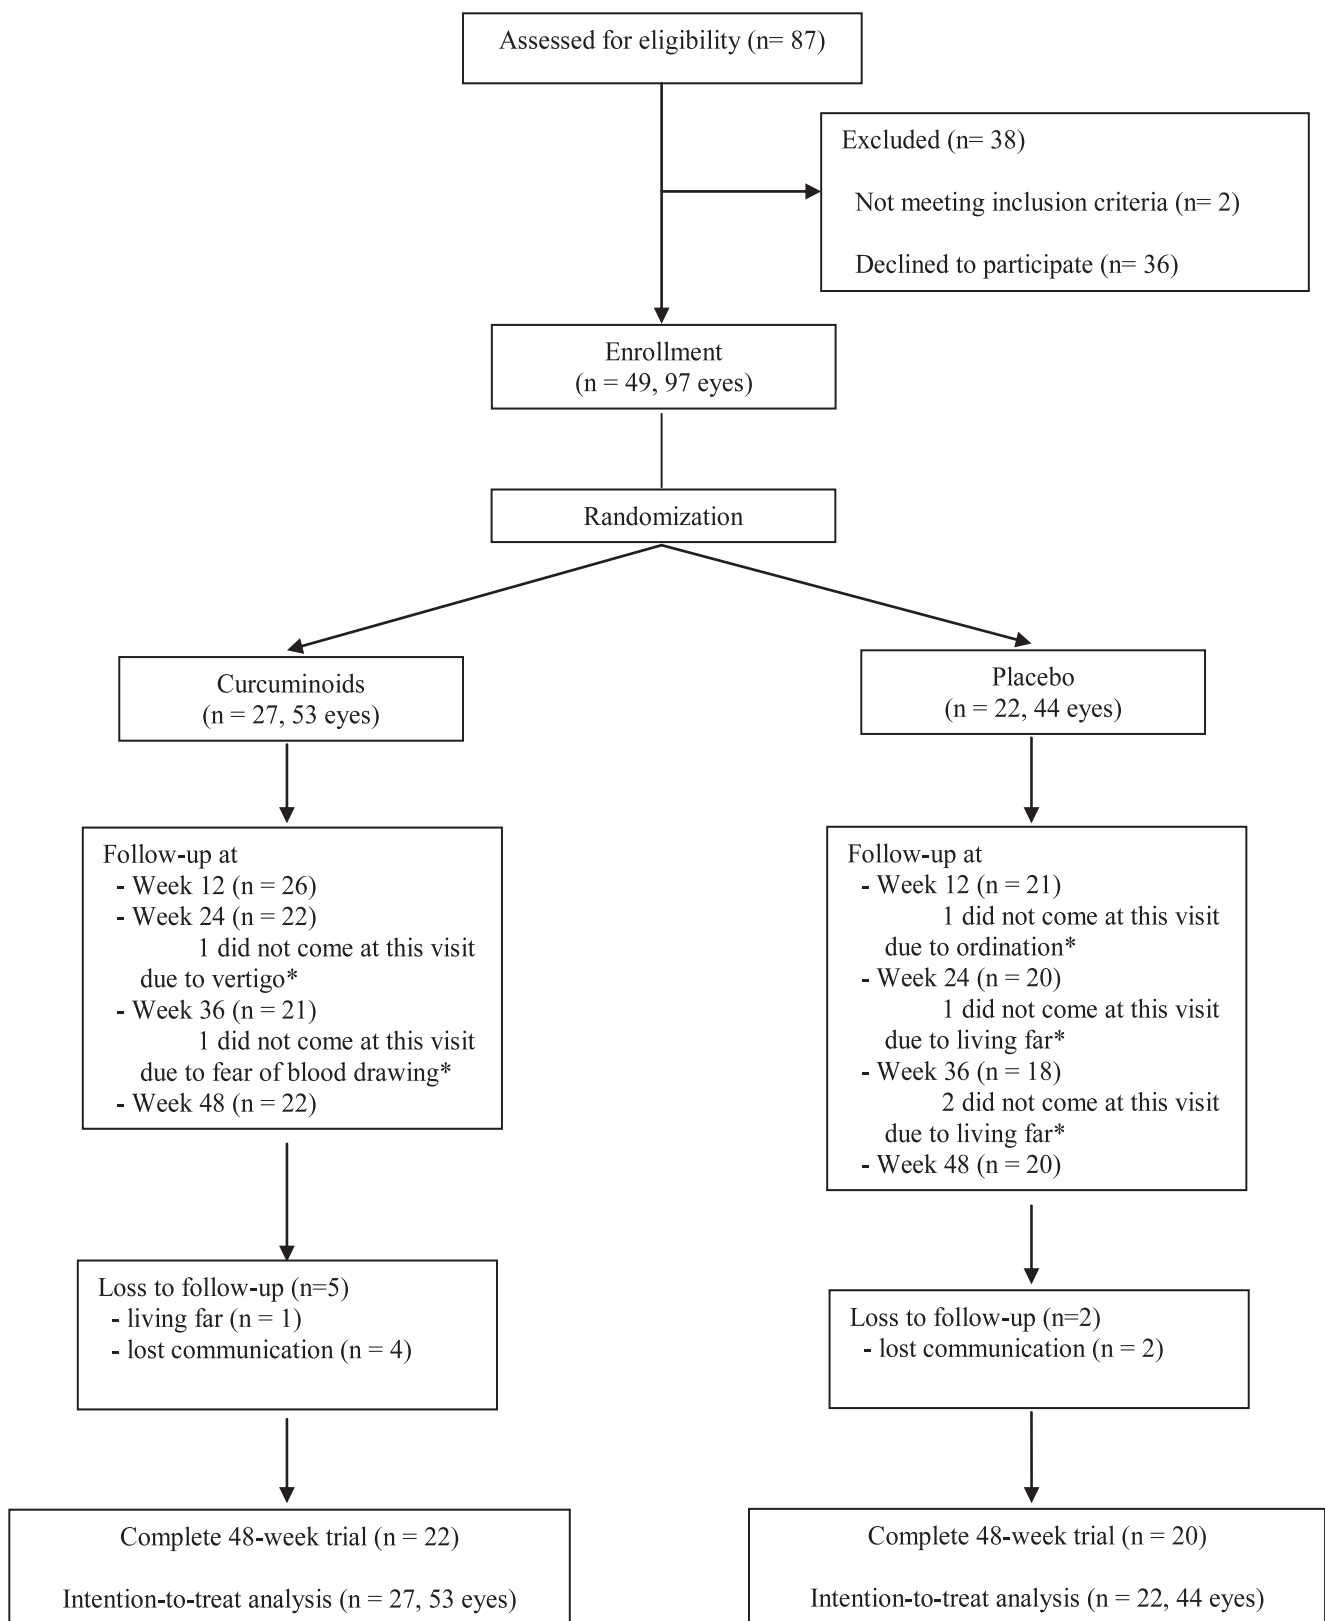 Assessed for eligibility (n= 87)
Excluded (n= 38)
Not meeting inclusion criteria (n= 2)
Declined to participate (n= 36)
Enrollment
(n = 49, 97 eyes)
Randomization
Curcuminoids
(n = 27, 53 eyes)
Placebo
(n = 22, 44 eyes)
Follow-up at
- Week 12 (n = 26)
- Week 24 (n = 22)
1 did not come at this visit
due to vertigo*
- Week 36 (n = 21)
1 did not come at this visit
due to fear of blood drawing*
- Week 48 (n = 22)
Follow-up at
- Week 12 (n = 21)
1 did not come at this visit
due to ordination*
- Week 24 (n = 20)
1 did not come at this visit
due to living far*
- Week 36 (n = 18)
2 did not come at this visit
due to living far*
- Week 48 (n = 20)
Loss to follow-up (n=5)
- living far (n = 1)
- lost communication (n = 4)
Loss to follow-up (n=2)
- lost communication (n = 2)
Complete 48-week trial (n = 22)
Intention-to-treat analysis (n = 27, 53 eyes)
Complete 48-week trial (n = 20)
Intention-to-treat analysis (n = 22, 44 eyes)